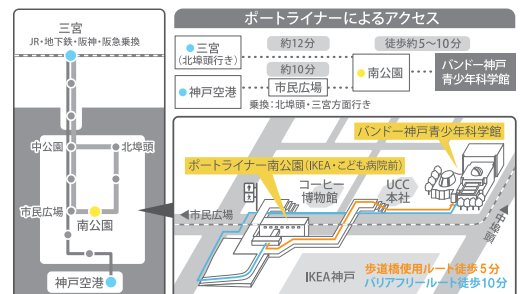 三宮
JR・地下鉄・阪神・阪急乗換
中公園
北埠頭
市民広場
南公園
神戸空港
ポートライナーによるアクセス
三宮
(北埠頭行き)
約12分
徒歩約5～10分
南公園
バンドー神戸
青少年科学館
約10分
神戸空港
市民広場
乗換：北埠頭・三宮方面行き
バンドー神戸青少年科学館
ポートライナー南公園(IKEA・こども病院前)
コーヒー
博物館
UCC
本社
市民広場
中埠頭
IKEA神戸
歩道橋使用ルート徒歩5分
バリアフリールート徒歩10分